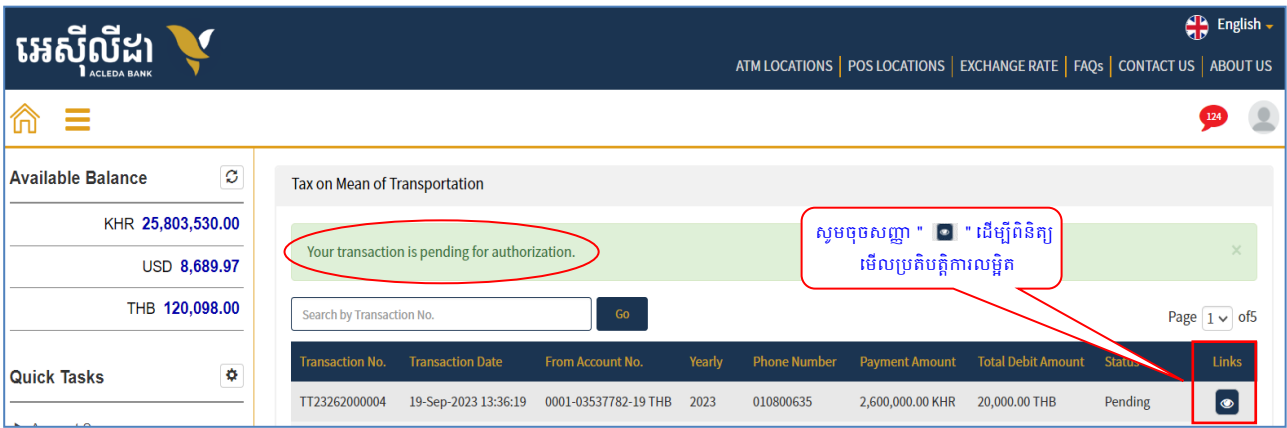 អេស៊ីលីដា
ACLEDA BANK
English
ATM LOCATIONS | POS LOCATIONS | EXCHANGE RATE | FAQs | CONTACT US | ABOUT US
124
Available Balance
KHR 25,803,530.00
USD 8,689.97
THB 120,098.00
Quick Tasks
Tax on Mean of Transportation
Your transaction is pending for authorization.
×
សូមចុចសញ្ញា " " ដើម្បីពិនិត្យ
មើលប្រតិបត្តិការលម្អិត
Search by Transaction No.
Go
Page 1 of5
Transaction No. Transaction Date From Account No. Yearly Phone Number Payment Amount Total Debit Amount Status Links
TT23262000004 19-Sep-2023 13:36:19 0001-03537782-19 THB 2023 010800635 2,600,000.00 KHR 20,000.00 THB Pending